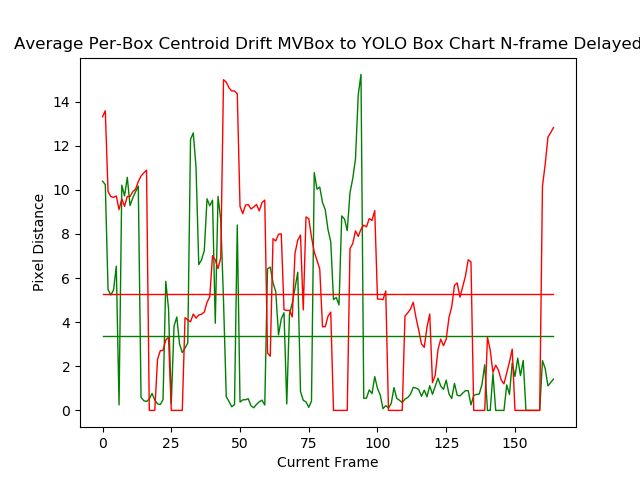 Average Per-Box Centroid Drift MVBox to YOLO Box Chart N-frame Delayed
14
12
10
8
6
4
2
0
Pixel Distance
0 25 50 75 100 125 150
Current Frame